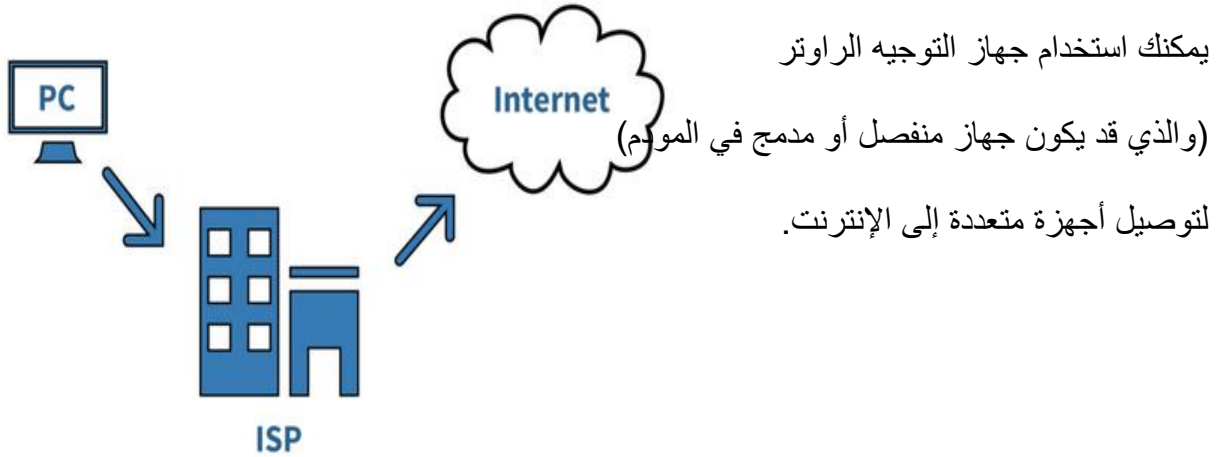 يمكنك استخدام جهاز التوجيه الراوتر
(والذي قد يكون جهاز منفصل أو مدمج في المودم)
لتوصيل أجهزة متعددة إلى الإنترنت.
PC
Internet
ISP